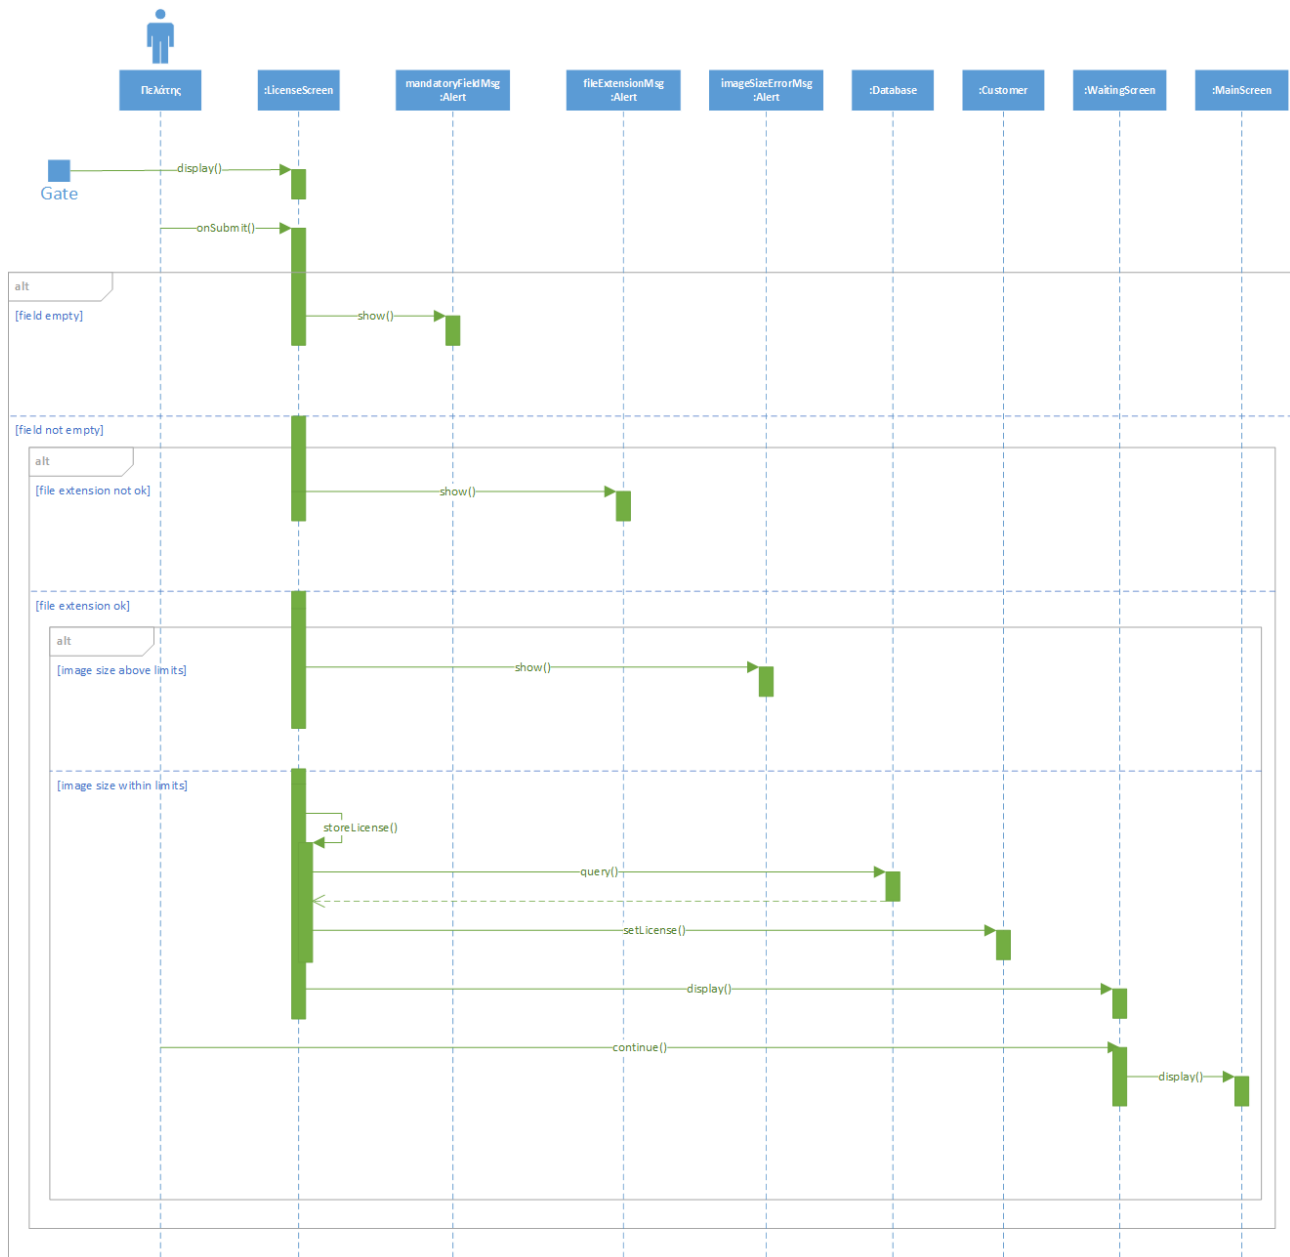 Πελάτης
:LicenseScreen
mandatoryFieldMsg
:Alert
fileExtensionMsg
:Alert
imageSizeErrorMsg
:Alert
:Database
:Customer
:WaitingScreen
:MainScreen
display()
Gate
onSubmit()
alt
[field empty]
show()
[field not empty]
alt
[file extension not ok]
show()
[file extension ok]
alt
[image size above limits]
show()
[image size within limits]
storeLicense()
query()
setLicense()
display()
continue()
display()